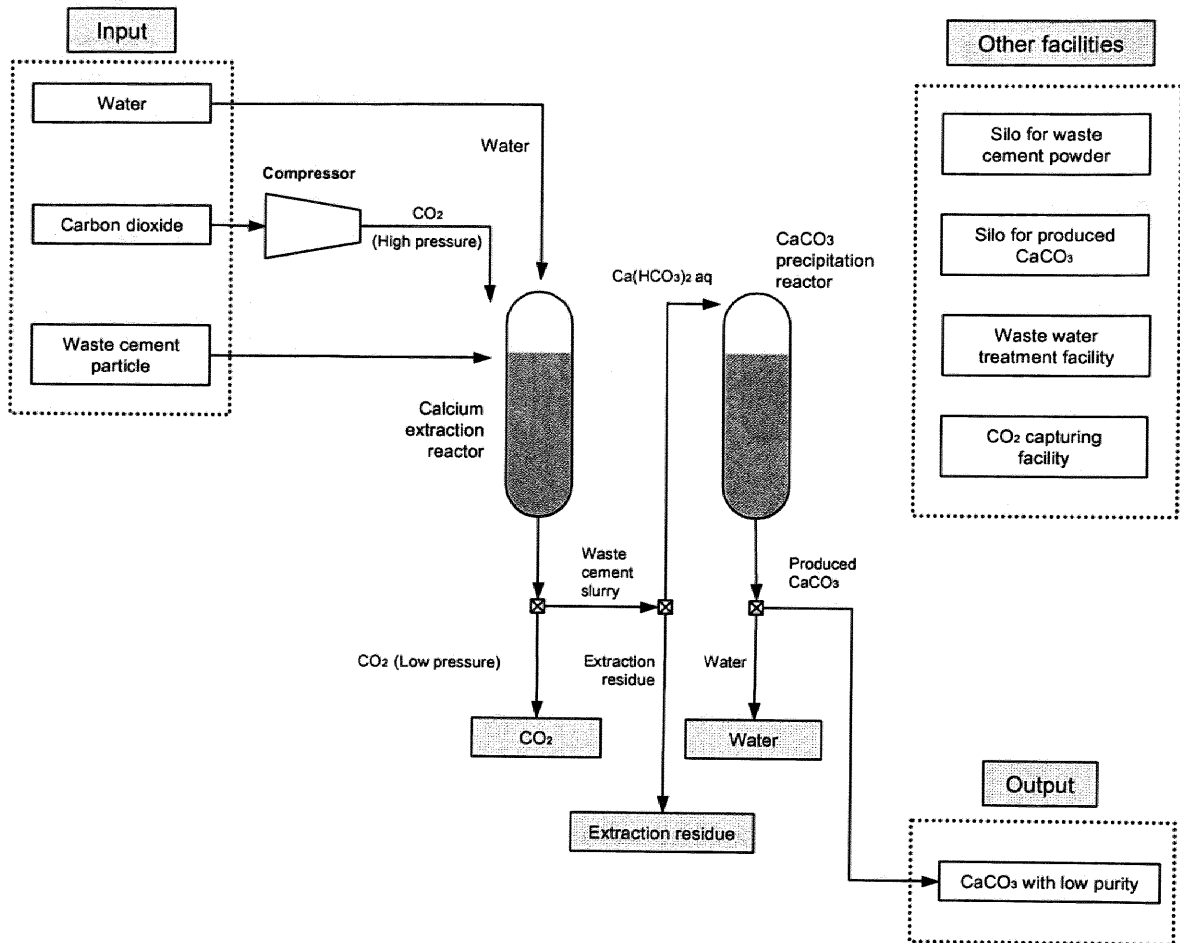 Input
Water
Carbon dioxide
Waste cement
particle
Compressor
CO₂
(High pressure)
Water
Calcium
extraction
reactor
Ca(HCO₃)₂ aq
CaCO₃
precipitation
reactor
Waste
cement
slurry
CO₂ (Low pressure)
Extraction
residue
Water
Produced
CaCO₃
CO₂
Water
Extraction residue
Other facilities
Silo for waste
cement powder
Silo for produced
CaCO₃
Waste water
treatment facility
CO₂ capturing
facility
Output
CaCO₃ with low purity